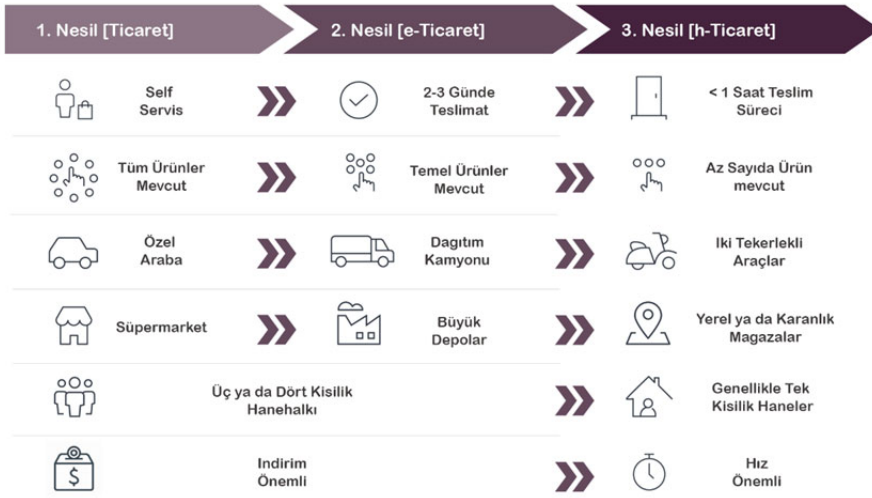 1. Nesil [Ticaret]
2. Nesil [e-Ticaret]
3. Nesil [h-Ticaret]
Self
Servis
2-3 Günde
Teslimat
< 1 Saat Teslim
Süreci
Tüm Ürünler
Mevcut
Temel Ürünler
Mevcut
Az Sayıda Ürün
mevcut
Özel
Araba
Dagıtım
Kamyonu
Iki Tekerlekli
Araçlar
Süpermarket
Büyük
Depolar
Yerel ya da Karanlık
Magazalar
Üç ya da Dört Kisilik
Hanehalkı
Genellikle Tek
Kisilik Haneler
$
Indirim
Önemli
Hız
Önemli